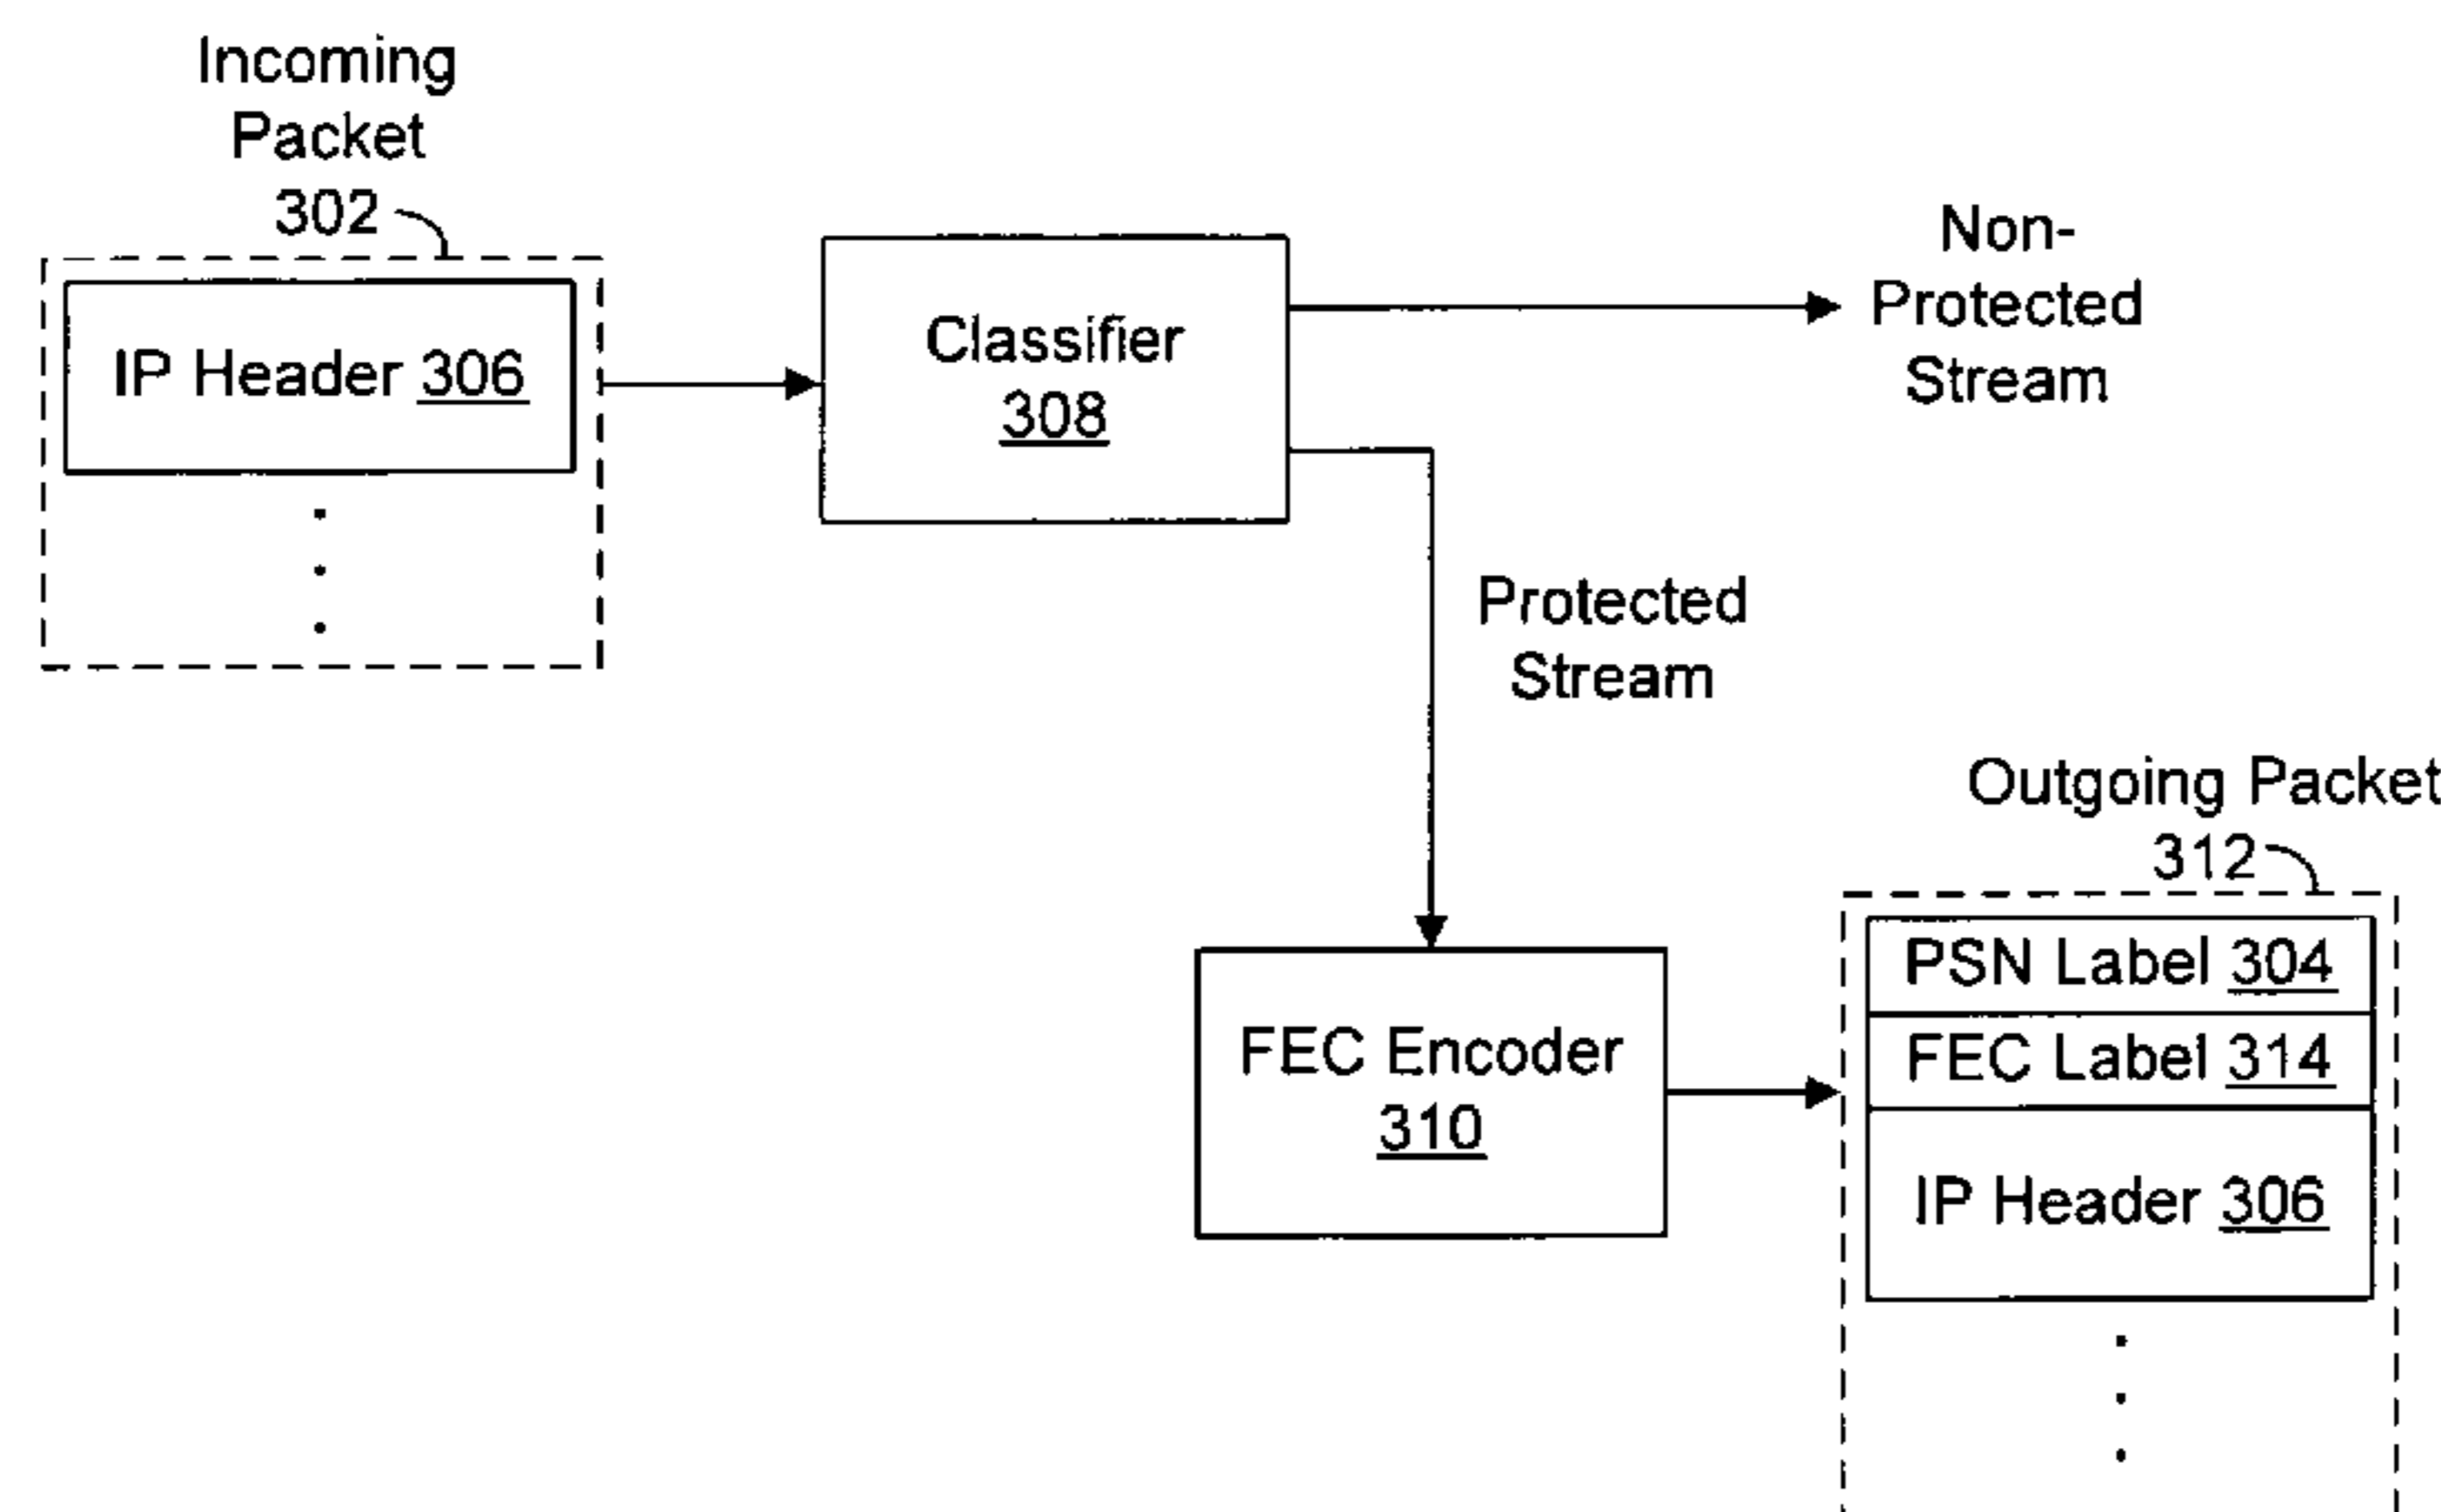 Incoming
Packet
302
IP Header 306
Classifier
308
Non-
Protected
Stream
Protected
Stream
FEC Encoder
310
Outgoing Packet
312
PSN Label 304
FEC Label 314
IP Header 306